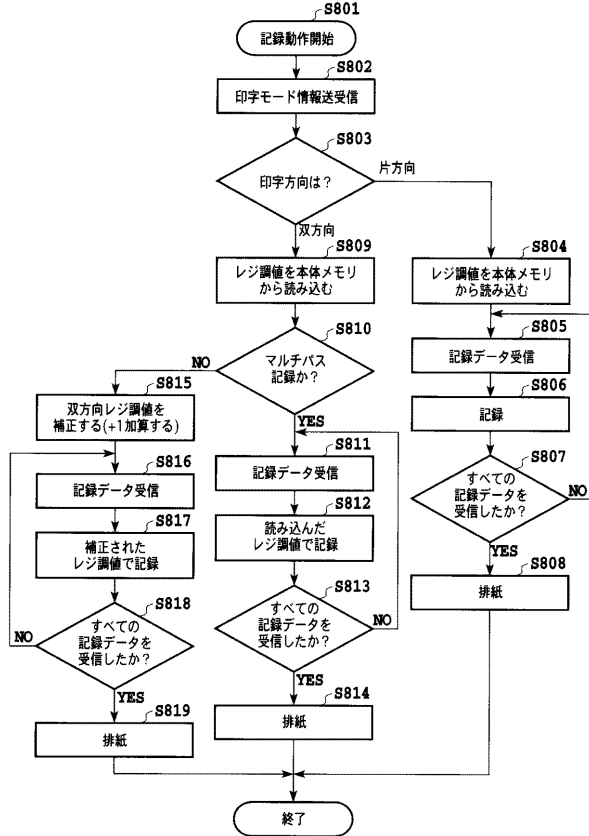 S801
記録動作開始
S802
印字モード情報送受信
S803
印字方向は？
片方向
双方向
S809
レジ調値を本体メモリ
から読み込む
S804
レジ調値を本体メモリ
から読み込む
S805
記録データ受信
S806
記録
S807
すべての
記録データを
受信したか？
NO
YES
S808
排紙
S810
マルチパス
記録か？
NO
YES
S815
双方向レジ調値を
補正する(+1加算する)
S816
記録データ受信
S817
補正された
レジ調値で記録
S818
すべての
記録データを
受信したか？
NO
YES
S819
排紙
S811
記録データ受信
S812
読み込んだ
レジ調値で記録
S813
すべての
記録データを
受信したか？
NO
YES
S814
排紙
終了